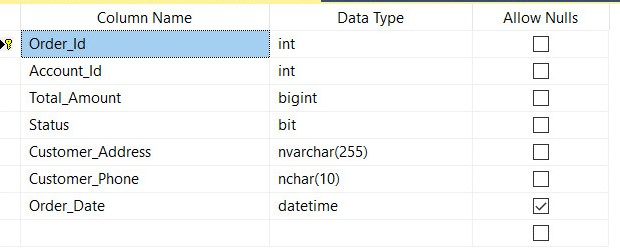 Column Name Data Type Allow Nulls
Order_Id int
Account_Id int
Total_Amount bigint
Status bit
Customer_Address nvarchar(255)
Customer_Phone nchar(10)
Order_Date datetime